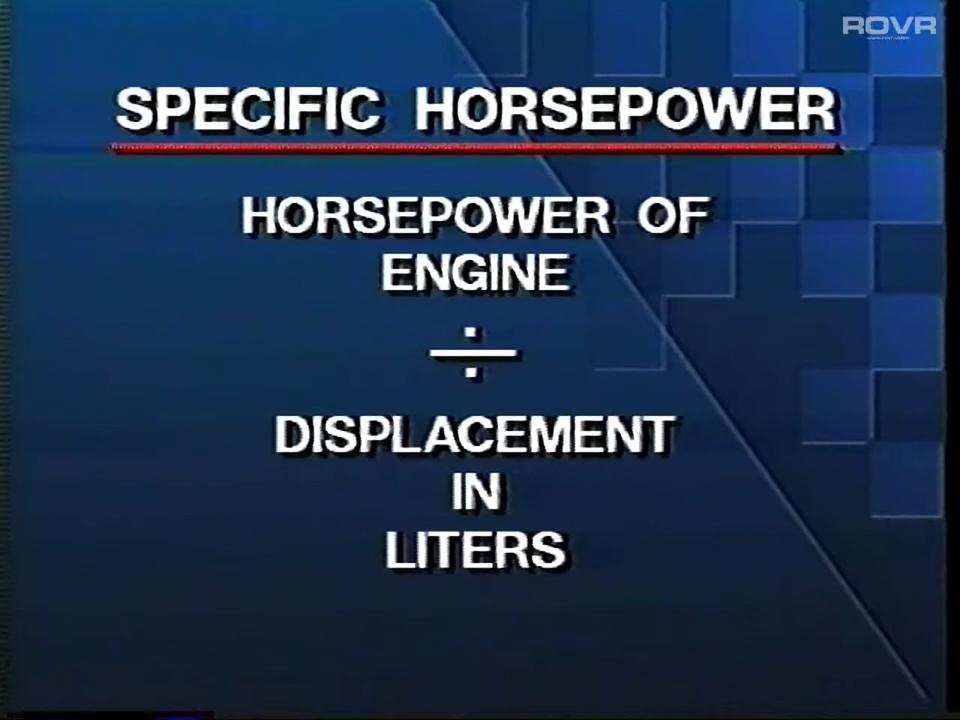 ROVR
SPECIFIC HORSEPOWER
HORSEPOWER OF
ENGINE
÷
DISPLACEMENT
IN
LITERS